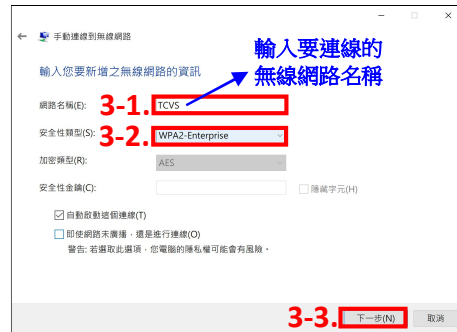 手動連線到無線網路
輸入要連線的
無線網路名稱
輸入您要新增之無線網路的資訊
網路名稱(E): 3-1. TCVS
安全性類型(S): 3-2. WPA2-Enterprise
加密類型(R): AES
安全性金鑰(C): 隱藏字元(H)
自動啟動這個連線(T)
即使網路未廣播，還是進行連線(O)
警告: 若選取此選項，您電腦的隱私權可能會有風險。
3-3. 下一步(N) 取消